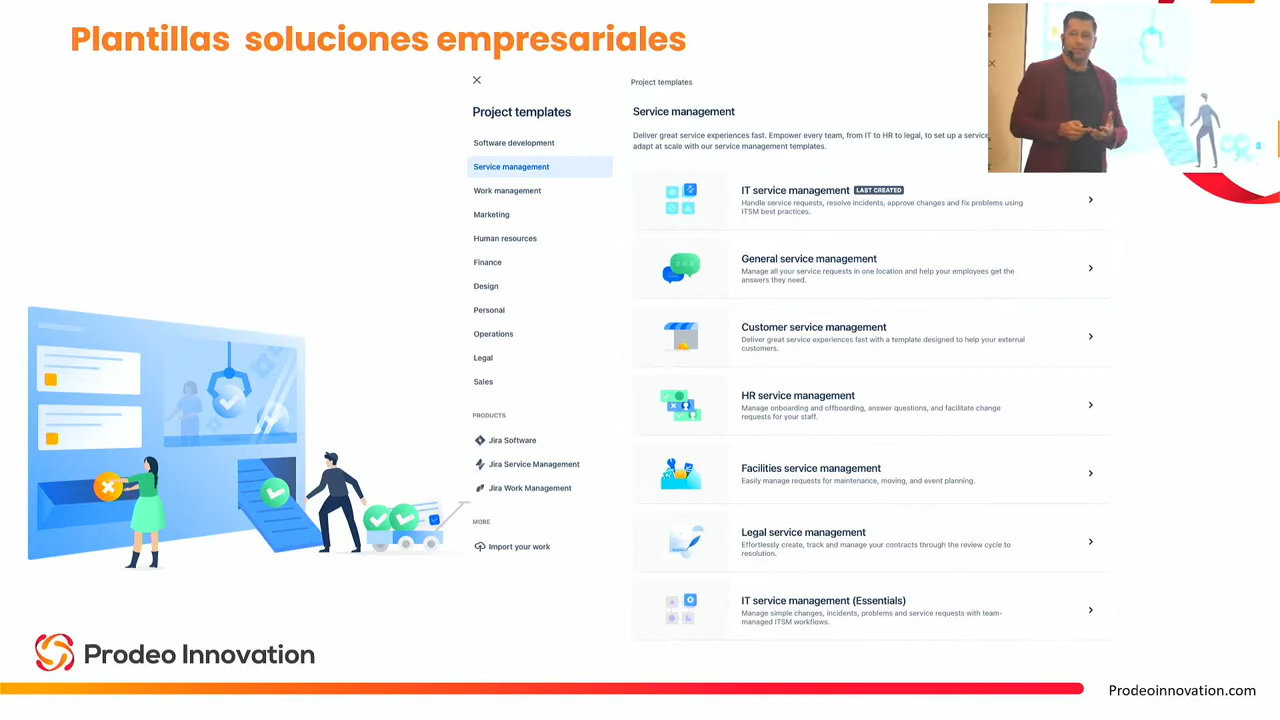 Plantillas soluciones empresariales
Project templates
Software development
Service management
Work management
Marketing
Human resources
Finance
Design
Personal
Operations
Legal
Sales
PRODUCTS
Jira Software
Jira Service Management
Jira Work Management
MORE
Import your work
Project templates
Service management
Deliver great service experiences fast. Empower every team, from IT to HR to legal, to set up a service
adapt at scale with our service management templates.
IT service management LAST CREATED
Handle service requests, resolve incidents, approve changes and fix problems using
ITSM best practices.
General service management
Manage all your service requests in one location and help your employees get the
answers they need.
Customer service management
Deliver great service experiences fast with a template designed to help your external
customers.
HR service management
Manage onboarding and offboarding, answer questions, and facilitate change
requests for your staff.
Facilities service management
Easily manage requests for maintenance, moving, and event planning.
Legal service management
Effortlessly create, track and manage your contracts through the review cycle to
resolution.
IT service management (Essentials)
Manage simple changes, incidents, problems and service requests with team-
managed ITSM workflows.
Prodeo Innovation
Prodeoinnovation.com